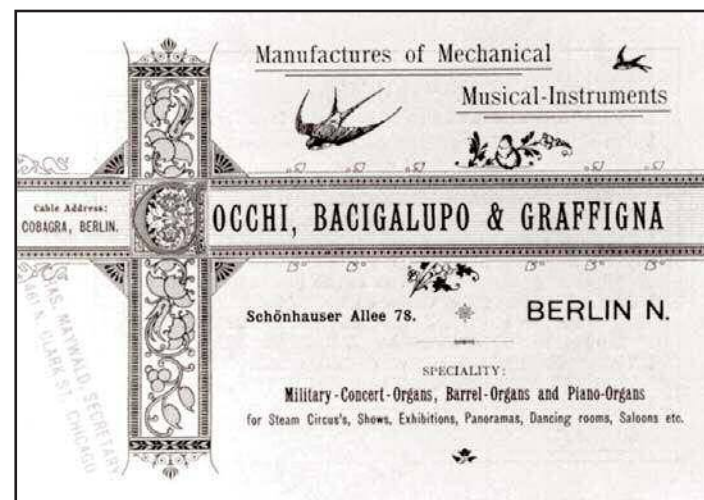 Manufactures of Mechanical
Musical-Instruments
Cable Address:
COBAGRA, BERLIN.
COCCHI, BACIGALUPO & GRAFFIGNA
Schönhauser Allee 78.
BERLIN N.
SPECIALITY:
Military-Concert-Organs, Barrel-Organs and Piano-Organs
for Steam Circus's, Shows, Exhibitions, Panoramas, Dancing rooms, Saloons etc.
CHAS. MAYWALD, SECRETARY
461 N. CLARK ST. CHICAGO